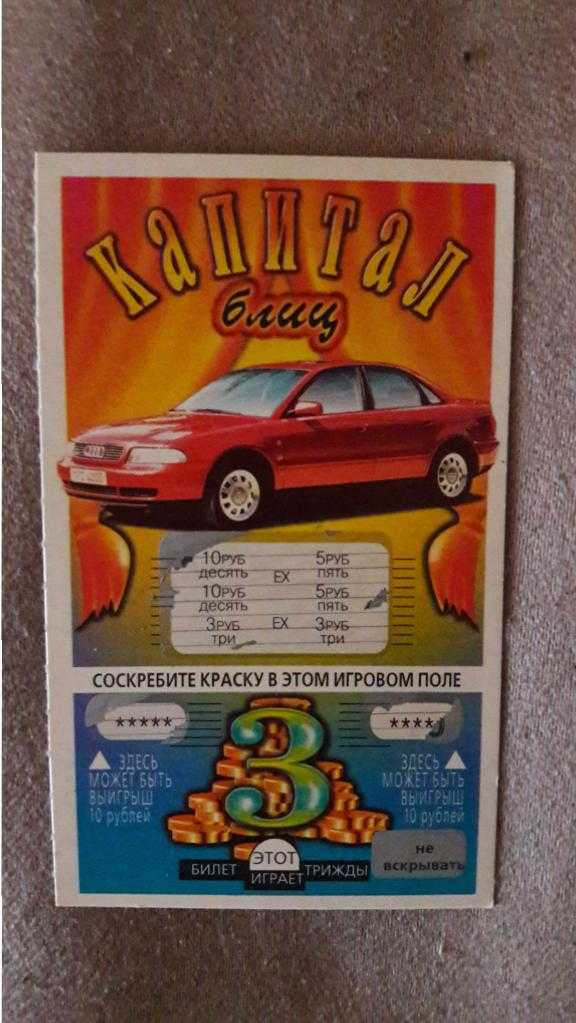 КАПИТАЛ
блиц
10РУБ 5РУБ
десять ЕХ пять
10РУБ 5РУБ
десять пять
3РУБ ЕХ 3РУБ
три три
СОСКРЕБИТЕ КРАСКУ В ЭТОМ ИГРОВОМ ПОЛЕ
***** ****
3
ЗДЕСЬ
МОЖЕТ БЫТЬ
ВЫИГРЫШ
10 рублей
ЗДЕСЬ
МОЖЕТ БЫТЬ
ВЫИГРЫШ
10 рублей
БИЛЕТ ЭТОТ ИГРАЕТ ТРИЖДЫ
не
вскрывать